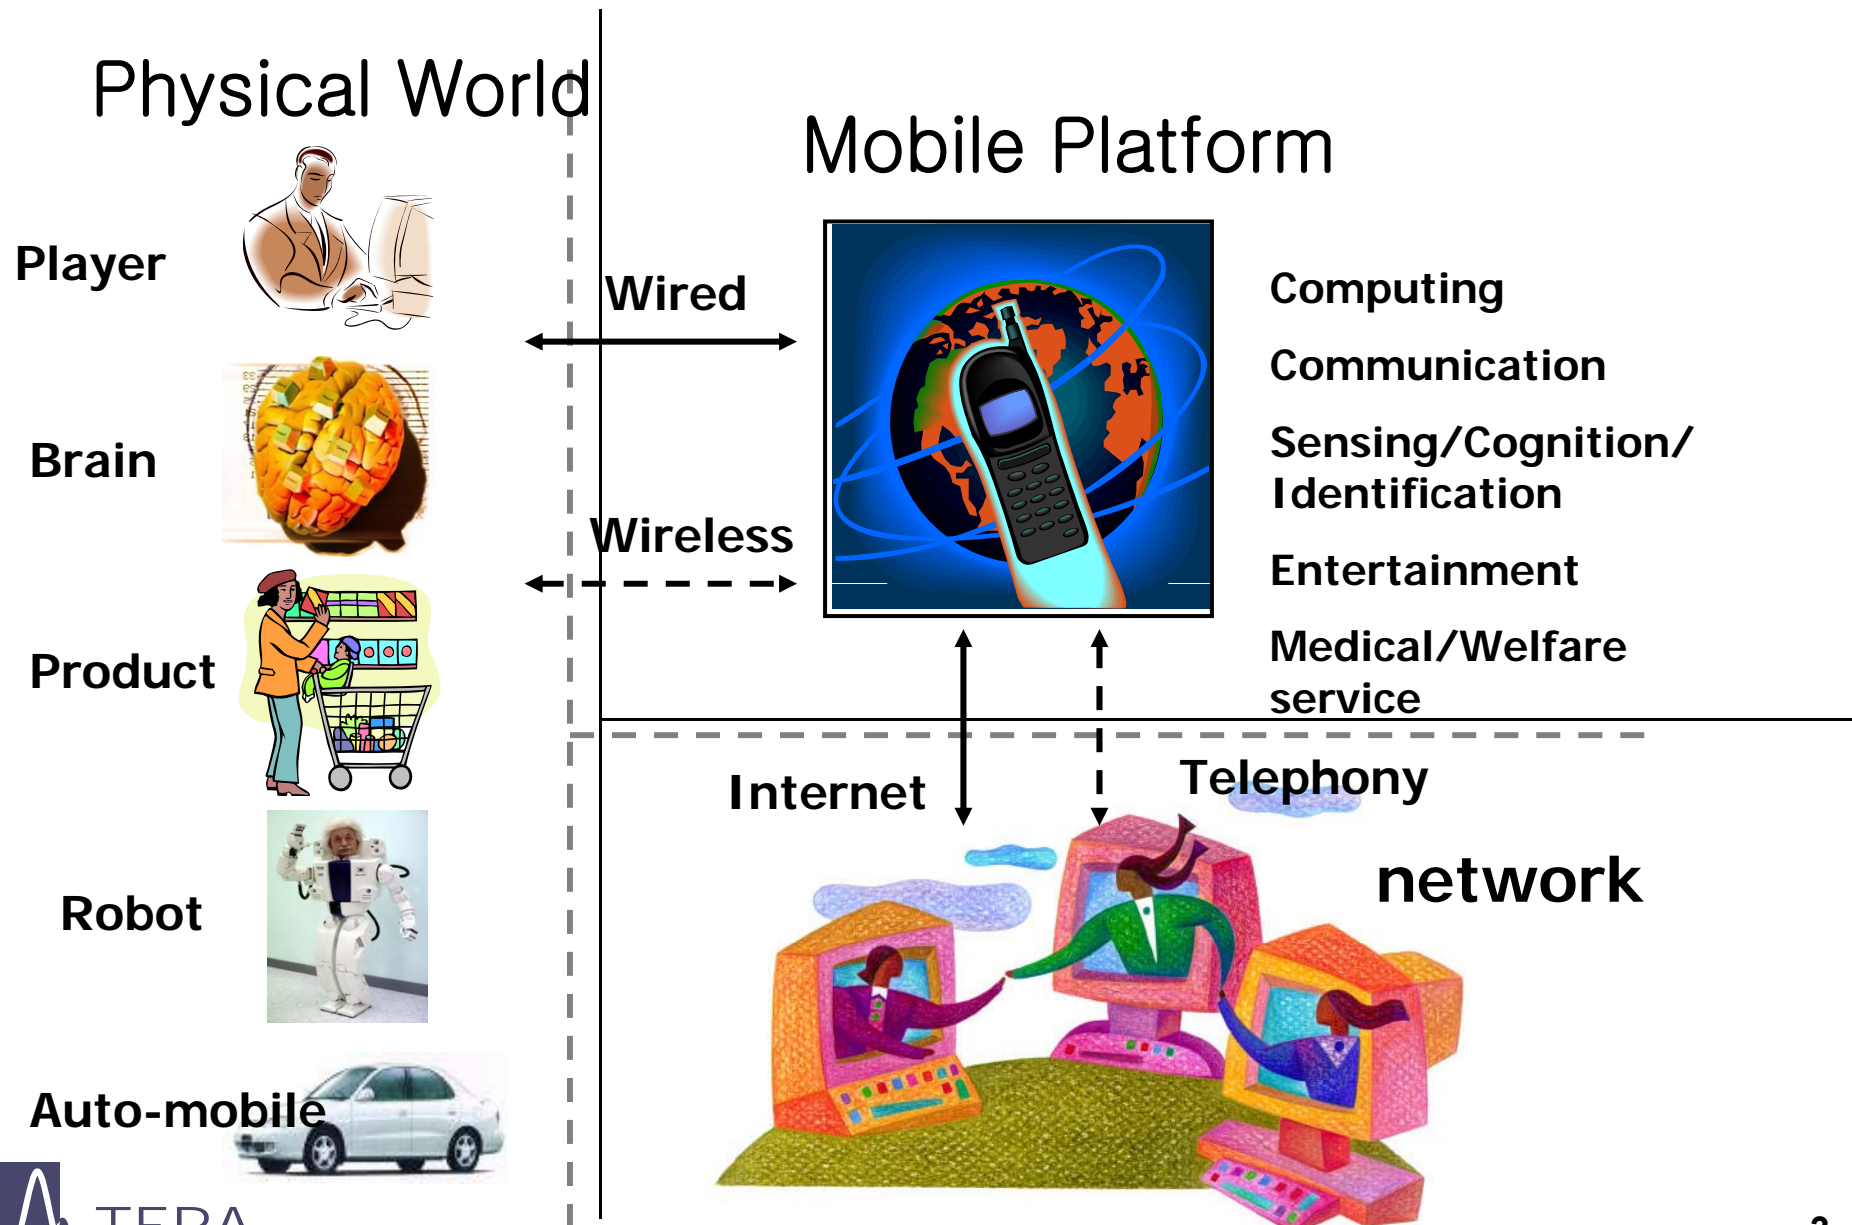 Physical World
Mobile Platform
Player
Wired
Computing
Communication
Brain
Sensing/Cognition/
Identification
Wireless
Entertainment
Product
Medical/Welfare
service
Internet
Telephony
network
Robot
Auto-mobile
TERA